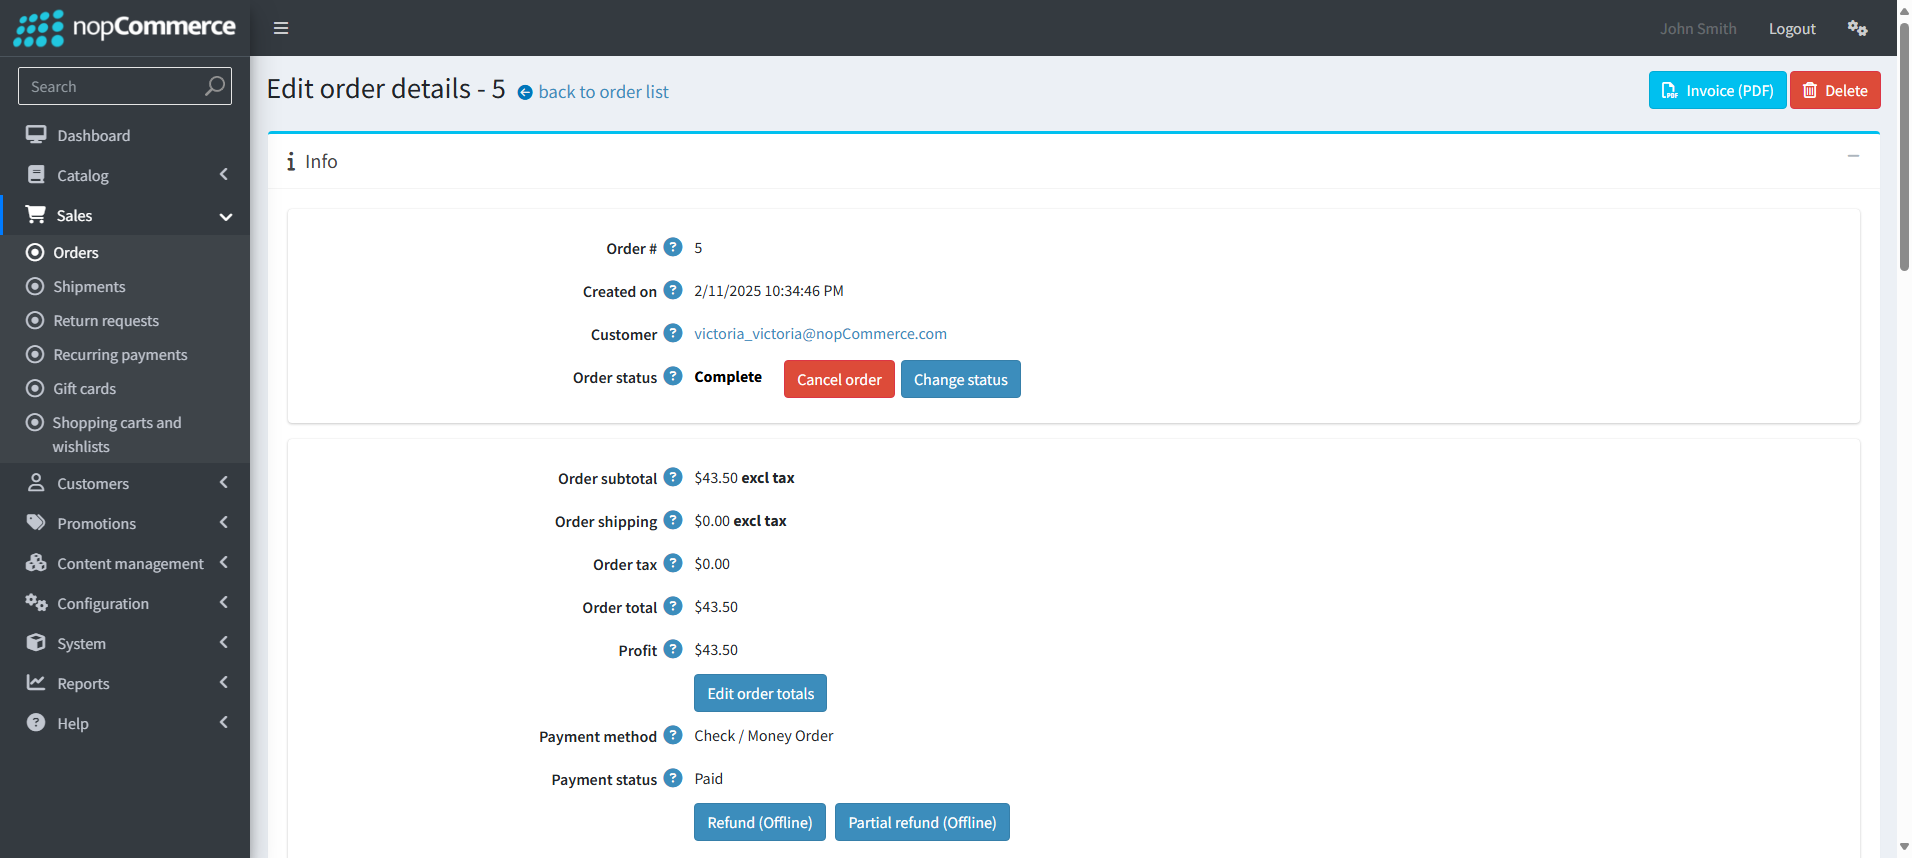 nopCommerce
John Smith
Logout
Search
Edit order details - 5
back to order list
Invoice (PDF)
Delete
Dashboard
Catalog
Sales
Orders
Shipments
Return requests
Recurring payments
Gift cards
Shopping carts and
wishlists
Customers
Promotions
Content management
Configuration
System
Reports
Help
Info
Order # ? 5
Created on ? 2/11/2025 10:34:46 PM
Customer ? victoria_victoria@nopCommerce.com
Order status ? Complete Cancel order Change status
Order subtotal ? $43.50 excl tax
Order shipping ? $0.00 excl tax
Order tax ? $0.00
Order total ? $43.50
Profit ? $43.50
Edit order totals
Payment method ? Check / Money Order
Payment status ? Paid
Refund (Offline) Partial refund (Offline)